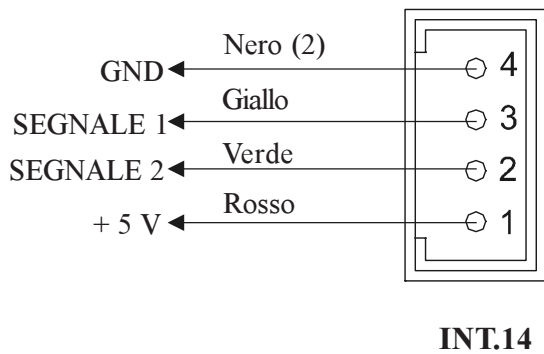 Nero (2)
GND 4
Giallo
SEGNALE 1 3
Verde
SEGNALE 2 2
Rosso
+ 5 V 1
INT.14